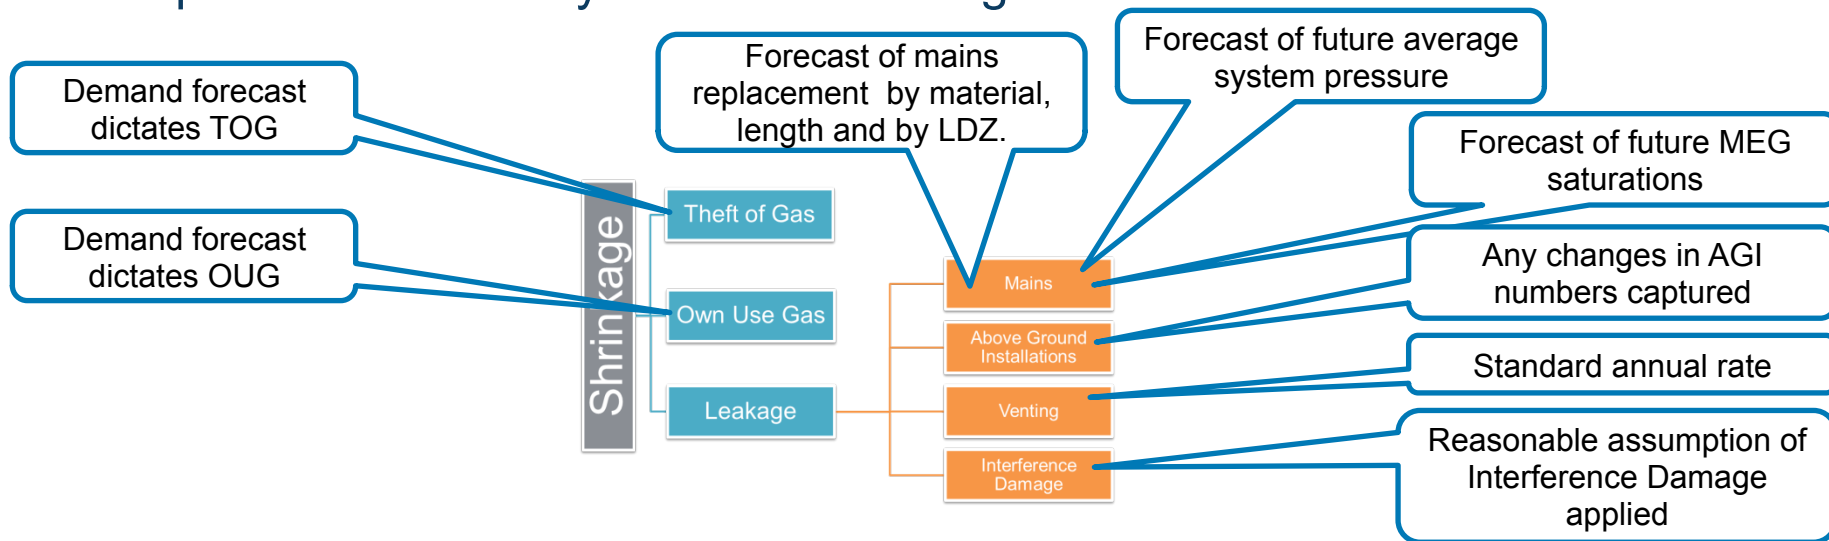 Forecast of mains
replacement by material,
length and by LDZ.
Forecast of future average
system pressure
Demand forecast
dictates TOG
Forecast of future MEG
saturations
Theft of Gas
Demand forecast
dictates OUG
Any changes in AGI
numbers captured
Shrinkage
Mains
Own Use Gas
Above Ground
Installations
Standard annual rate
Leakage
Venting
Reasonable assumption of
Interference Damage
applied
Interference
Damage